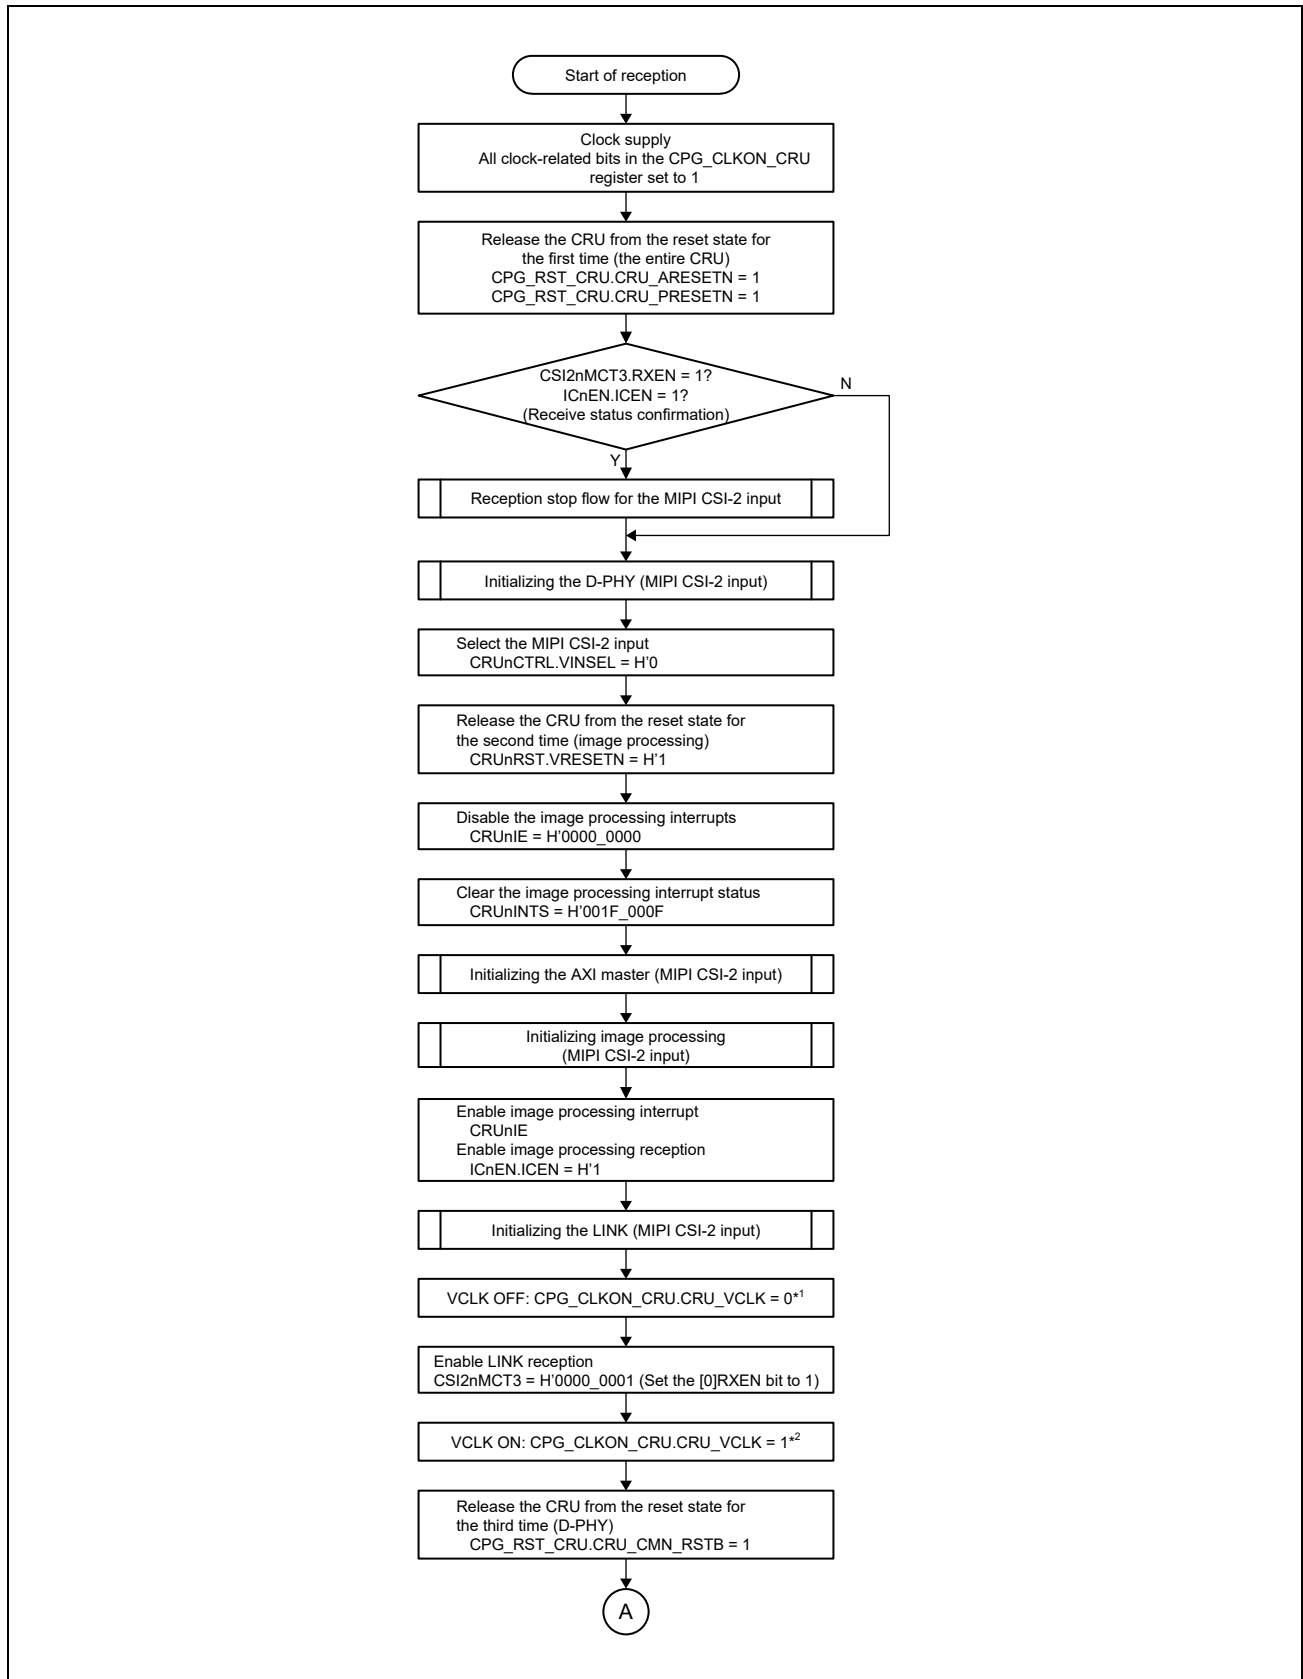 Start of reception
Clock supply
All clock-related bits in the CPG_CLKON_CRU
register set to 1
Release the CRU from the reset state for
the first time (the entire CRU)
CPG_RST_CRU.CRU_ARESETN = 1
CPG_RST_CRU.CRU_PRESETN = 1
CSI2nMCT3.RXEN = 1?
ICnEN.ICEN = 1?
(Receive status confirmation)
N
Y
Reception stop flow for the MIPI CSI-2 input
Initializing the D-PHY (MIPI CSI-2 input)
Select the MIPI CSI-2 input
CRUnCTRL.VINSEL = H'0
Release the CRU from the reset state for
the second time (image processing)
CRUnRST.VRESETN = H'1
Disable the image processing interrupts
CRUnIE = H'0000_0000
Clear the image processing interrupt status
CRUnINTS = H'001F_000F
Initializing the AXI master (MIPI CSI-2 input)
Initializing image processing
(MIPI CSI-2 input)
Enable image processing interrupt
CRUnIE
Enable image processing reception
ICnEN.ICEN = H'1
Initializing the LINK (MIPI CSI-2 input)
VCLK OFF: CPG_CLKON_CRU.CRU_VCLK = 0*1
Enable LINK reception
CSI2nMCT3 = H'0000_0001 (Set the [0]RXEN bit to 1)
VCLK ON: CPG_CLKON_CRU.CRU_VCLK = 1*2
Release the CRU from the reset state for
the third time (D-PHY)
CPG_RST_CRU.CRU_CMN_RSTB = 1
A